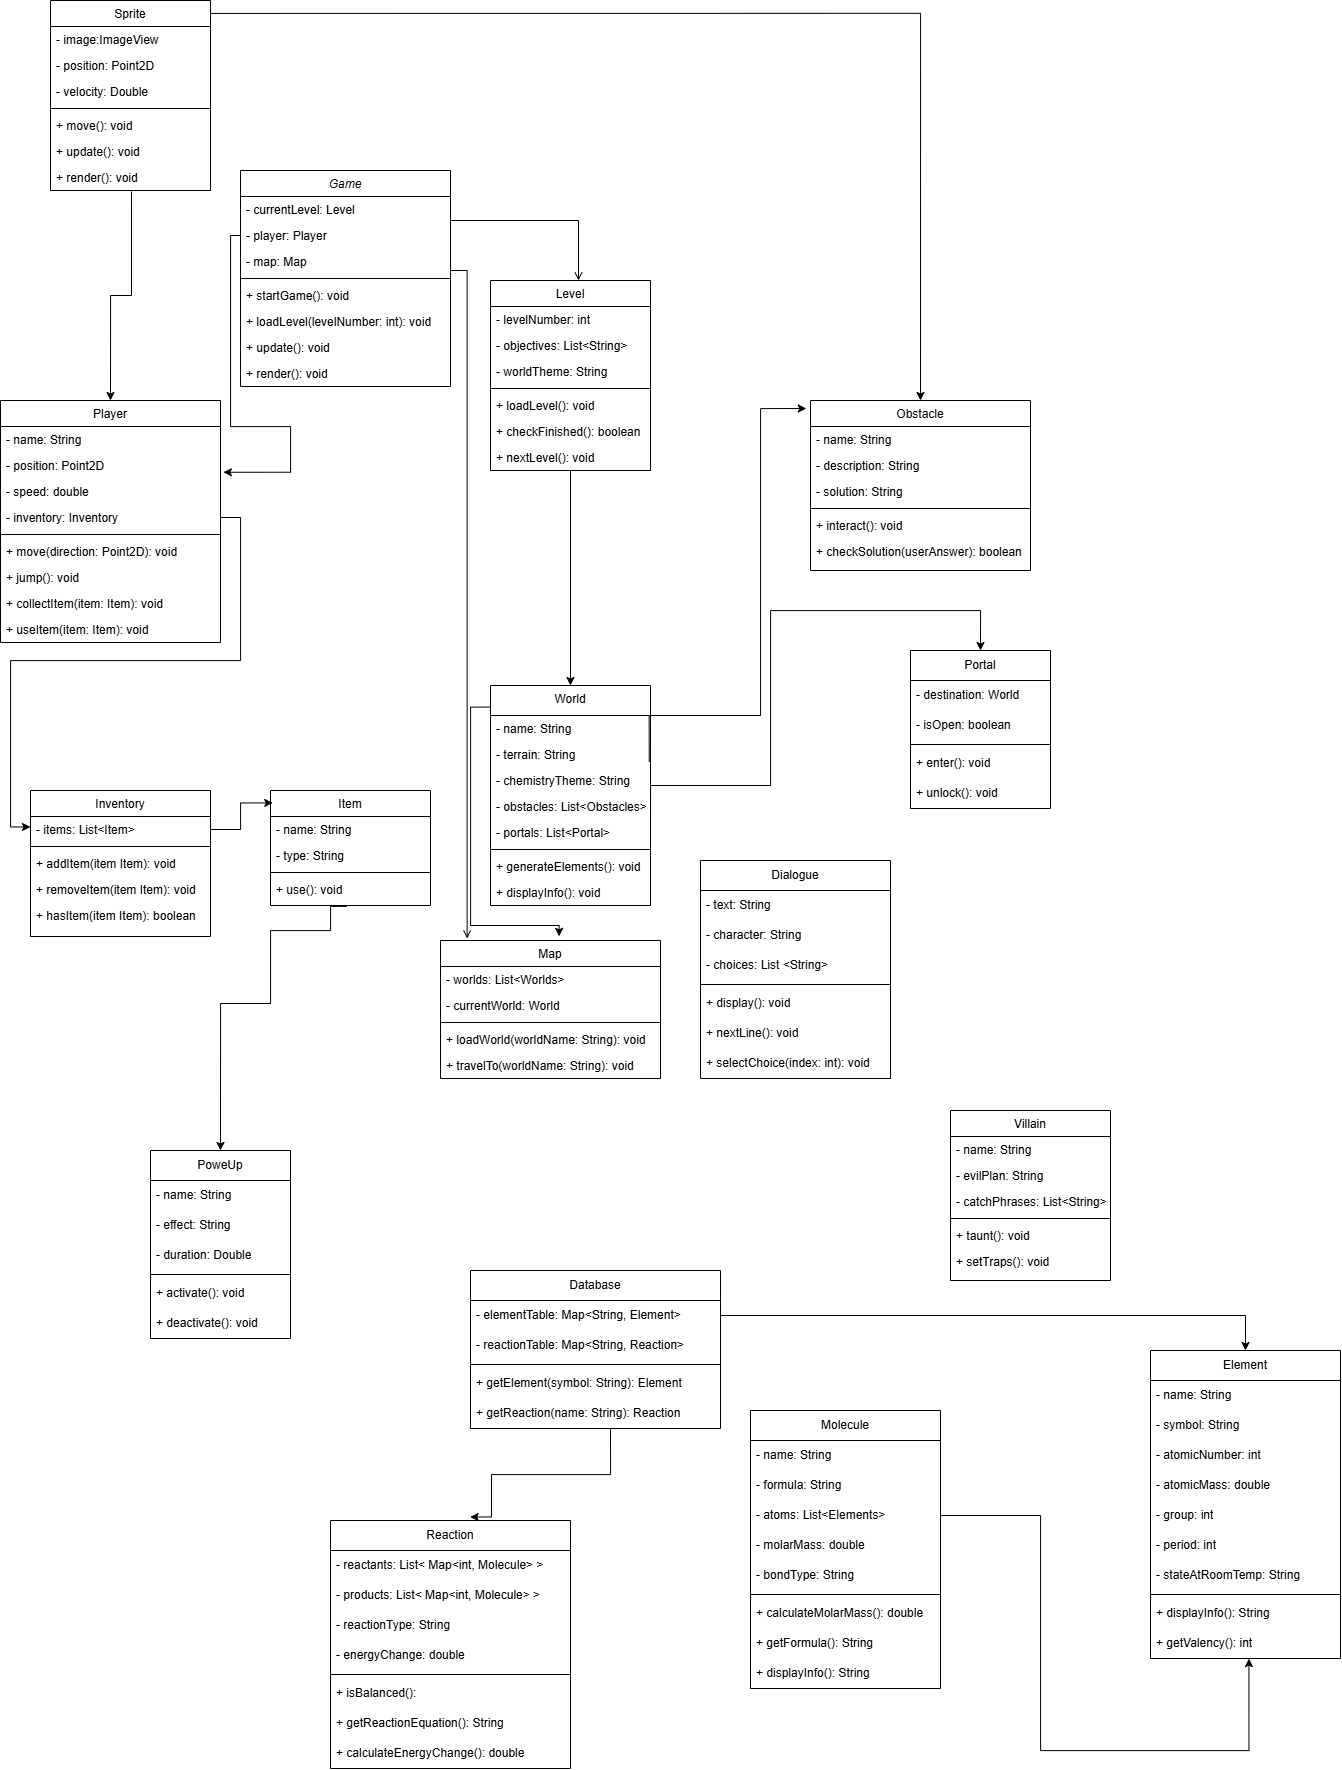 Sprite
- image:ImageView
- position: Point2D
- velocity: Double
+ move(): void
+ update(): void
+ render(): void
Game
- currentLevel: Level
- player: Player
- map: Map
+ startGame(): void
+ loadLevel(levelNumber: int): void
+ update(): void
+ render(): void
Level
- levelNumber: int
- objectives: List<String>
- worldTheme: String
+ loadLevel(): void
+ checkFinished(): boolean
+ nextLevel(): void
Player
- name: String
- position: Point2D
- speed: double
- inventory: Inventory
+ move(direction: Point2D): void
+ jump(): void
+ collectItem(item: Item): void
+ useItem(item: Item): void
Obstacle
- name: String
- description: String
- solution: String
+ interact(): void
+ checkSolution(userAnswer): boolean
Portal
- destination: World
- isOpen: boolean
+ enter(): void
+ unlock(): void
World
- name: String
- terrain: String
- chemistryTheme: String
- obstacles: List<Obstacles>
- portals: List<Portal>
+ generateElements(): void
+ displayInfo(): void
Inventory
- items: List<Item>
+ addItem(item Item): void
+ removeItem(item Item): void
+ hasItem(item Item): boolean
Item
- name: String
- type: String
+ use(): void
Dialogue
- text: String
- character: String
- choices: List <String>
+ display(): void
+ nextLine(): void
+ selectChoice(index: int): void
Map
- worlds: List<Worlds>
- currentWorld: World
+ loadWorld(worldName: String): void
+ travelTo(worldName: String): void
Villain
- name: String
- evilPlan: String
- catchPhrases: List<String>
+ taunt(): void
+ setTraps(): void
PoweUp
- name: String
- effect: String
- duration: Double
+ activate(): void
+ deactivate(): void
Database
- elementTable: Map<String, Element>
- reactionTable: Map<String, Reaction>
+ getElement(symbol: String): Element
+ getReaction(name: String): Reaction
Element
- name: String
- symbol: String
- atomicNumber: int
- atomicMass: double
- group: int
- period: int
- stateAtRoomTemp: String
+ displayInfo(): String
+ getValency(): int
Molecule
- name: String
- formula: String
- atoms: List<Elements>
- molarMass: double
- bondType: String
+ calculateMolarMass(): double
+ getFormula(): String
+ displayInfo(): String
Reaction
- reactants: List< Map<int, Molecule> >
- products: List< Map<int, Molecule> >
- reactionType: String
- energyChange: double
+ isBalanced():
+ getReactionEquation(): String
+ calculateEnergyChange(): double